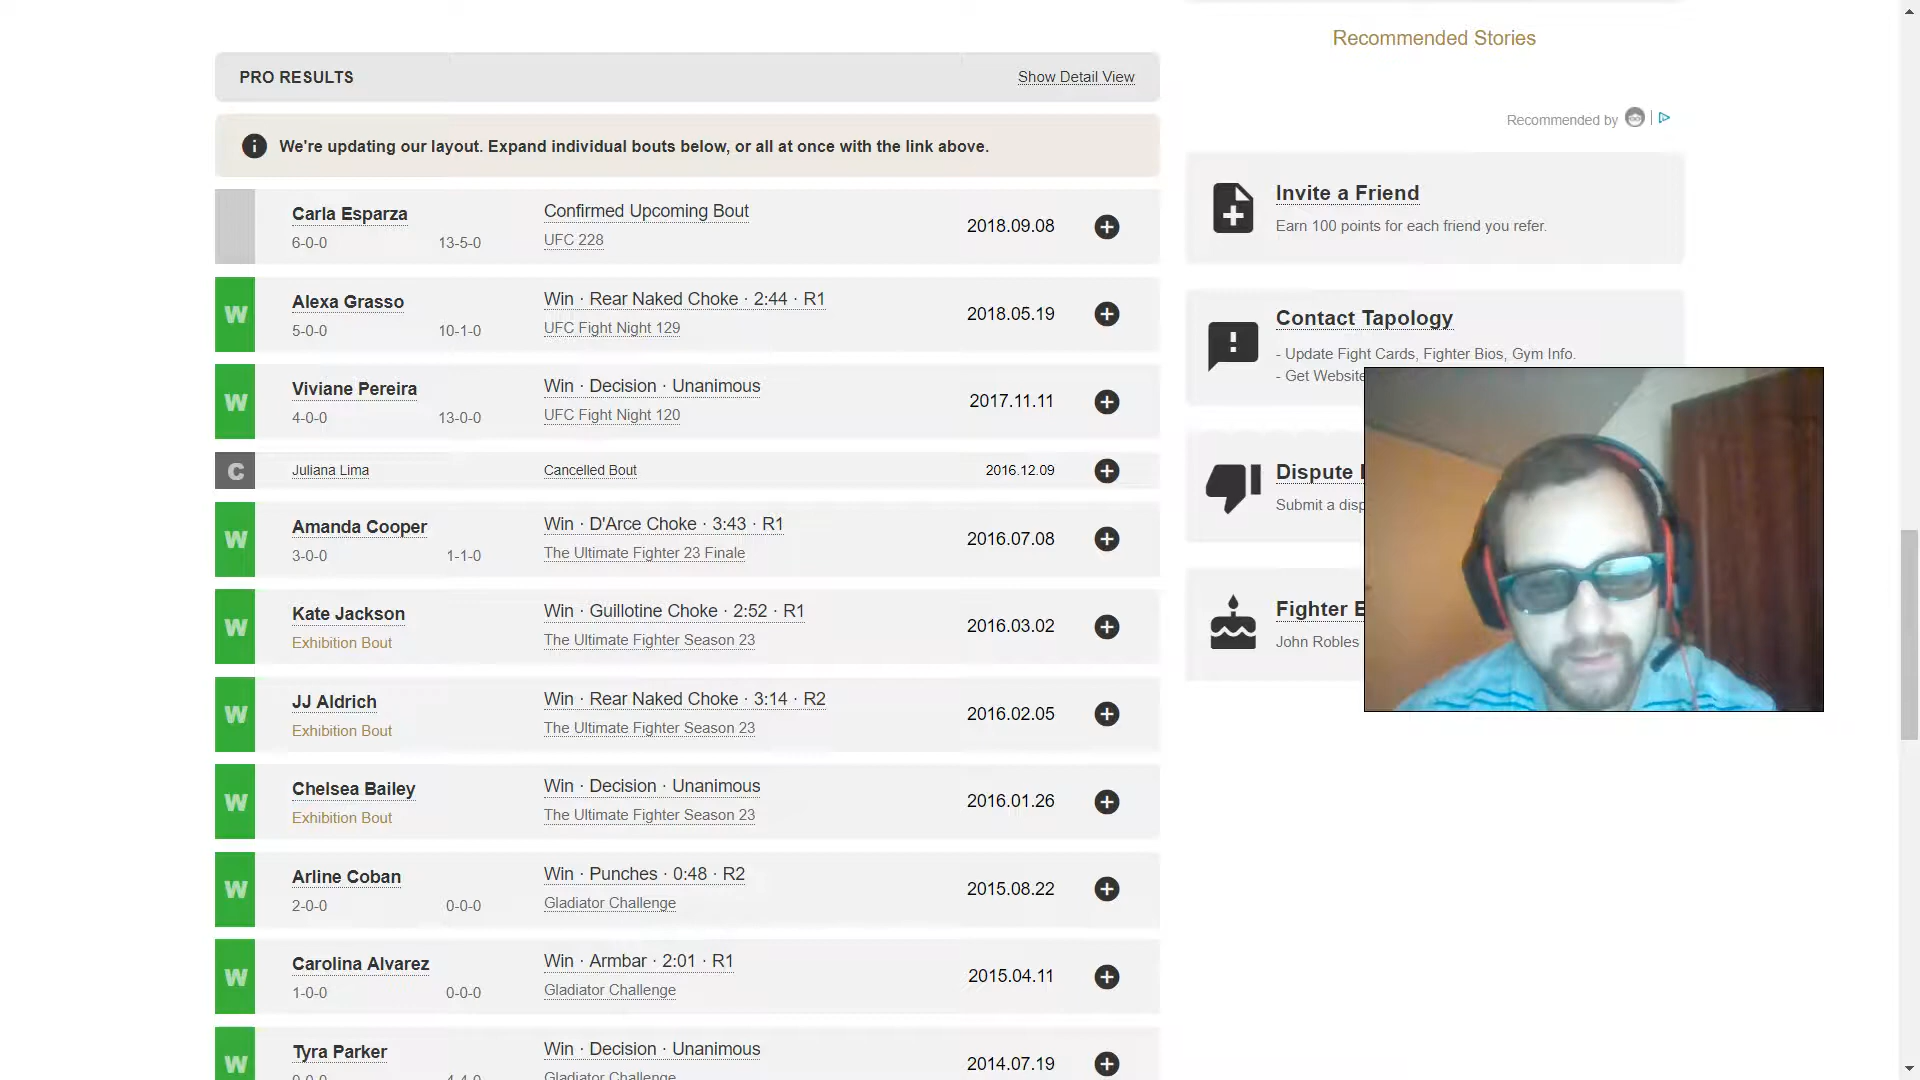 Recommended Stories
PRO RESULTS
Show Detail View
Recommended by
We're updating our layout. Expand individual bouts below, or all at once with the link above.
Carla Esparza
6-0-0 13-5-0
Confirmed Upcoming Bout
UFC 228
2018.09.08
W
Alexa Grasso
5-0-0 10-1-0
Win · Rear Naked Choke · 2:44 · R1
UFC Fight Night 129
2018.05.19
W
Viviane Pereira
4-0-0 13-0-0
Win · Decision · Unanimous
UFC Fight Night 120
2017.11.11
C
Juliana Lima
Cancelled Bout
2016.12.09
W
Amanda Cooper
3-0-0 1-1-0
Win · D'Arce Choke · 3:43 · R1
The Ultimate Fighter 23 Finale
2016.07.08
W
Kate Jackson
Exhibition Bout
Win · Guillotine Choke · 2:52 · R1
The Ultimate Fighter Season 23
2016.03.02
W
JJ Aldrich
Exhibition Bout
Win · Rear Naked Choke · 3:14 · R2
The Ultimate Fighter Season 23
2016.02.05
W
Chelsea Bailey
Exhibition Bout
Win · Decision · Unanimous
The Ultimate Fighter Season 23
2016.01.26
W
Arline Coban
2-0-0 0-0-0
Win · Punches · 0:48 · R2
Gladiator Challenge
2015.08.22
W
Carolina Alvarez
1-0-0 0-0-0
Win · Armbar · 2:01 · R1
Gladiator Challenge
2015.04.11
W
Tyra Parker
0-0-0 4-4-0
Win · Decision · Unanimous
Gladiator Challenge
2014.07.19
Invite a Friend
Earn 100 points for each friend you refer.
Contact Tapology
- Update Fight Cards, Fighter Bios, Gym Info.
- Get Website
Dispute
Submit a disp
Fighter
John Robles